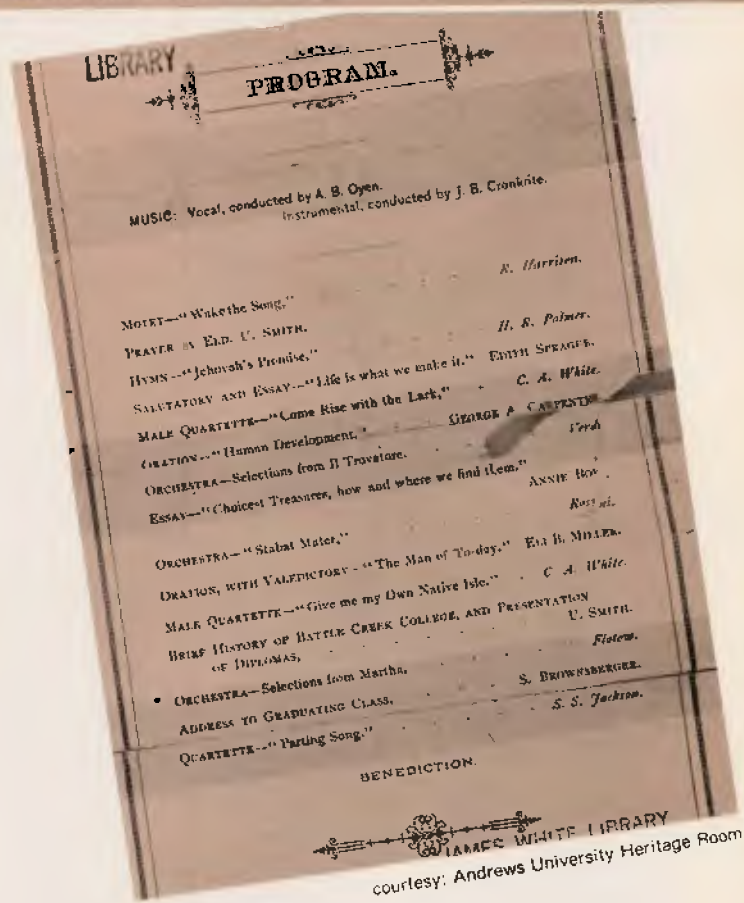 LIBRARY
PROGRAM.
MUSIC: Vocal, conducted by A. B. Oyen.
Instrumental, conducted by J. B. Cronkrite.
MOTET—"Wake the Song," R. Harrison.
PRAYER BY ELD. U. SMITH.
HYMN—"Jehovah's Promise," H. R. Palmer.
SALUTATORY AND ESSAY—"Life is what we make it." EDITH SPRAGUE.
MALE QUARTETTE—"Come Rise with the Lark," C. A. White.
ORATION—"Human Development," GEORGE A. CARPENTE
ORCHESTRA—Selections from Il Trovatore. Verdi
ESSAY—"Choicest Treasures, how and where we find them."
ANNIE
ORCHESTRA—"Stabat Mater," Rossini.
ORATION, WITH VALEDICTORY—"The Man of To-day." ELI B. MILLER.
MALE QUARTETTE—"Give me my Own Native Isle." C. A. White.
BRIEF HISTORY OF BATTLE CREEK COLLEGE, AND PRESENTATION
OF DIPLOMAS, U. SMITH.
ORCHESTRA—Selections from Martha, Flotow.
ADDRESS TO GRADUATING CLASS, S. BROWNSBERGER.
QUARTETTE—"Parting Song." S. S. Jackson.
BENEDICTION.
JAMES WHITE LIBRARY
courtesy: Andrews University Heritage Room